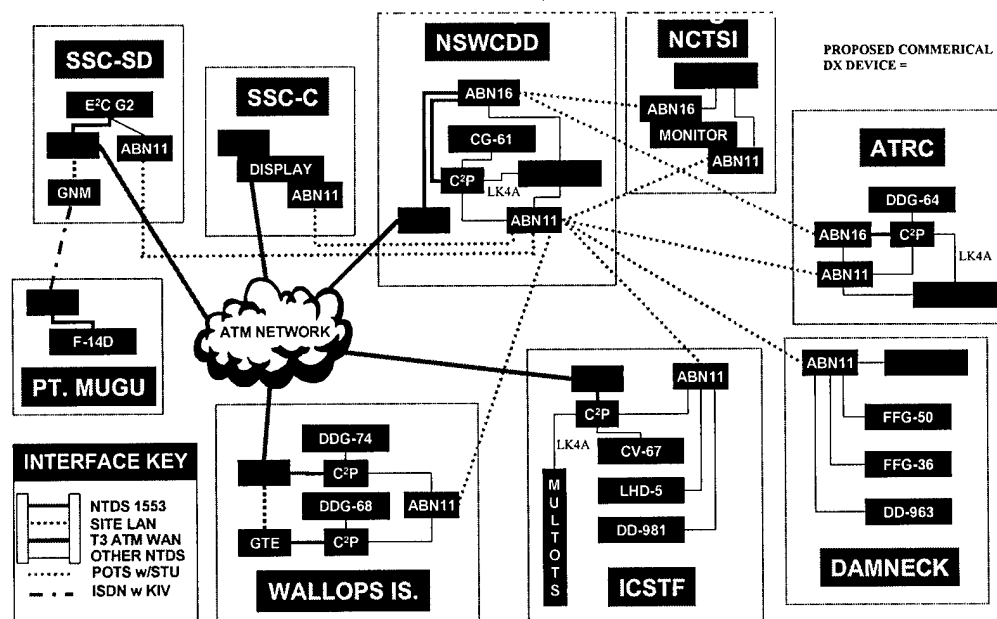 SSC-SD
E²C G2
ABN11
GNM
SSC-C
DISPLAY
ABN11
NSWCDD
ABN16
CG-61
C²P
LK4A
ABN11
NCTSI
ABN16
MONITOR
ABN11
PROPOSED COMMERICAL
DX DEVICE =
ATRC
DDG-64
ABN16
C²P
LK4A
ABN11
F-14D
PT. MUGU
ATM NETWORK
INTERFACE KEY
NTDS 1553
SITE LAN
T3 ATM WAN
OTHER NTDS
POTS w/STU
ISDN w KIV
DDG-74
C²P
DDG-68
ABN11
GTE
C²P
WALLOPS IS.
ABN11
C²P
LK4A
CV-67
MULTOTS
LHD-5
DD-981
ICSTF
ABN11
FFG-50
FFG-36
DD-963
DAMNECK